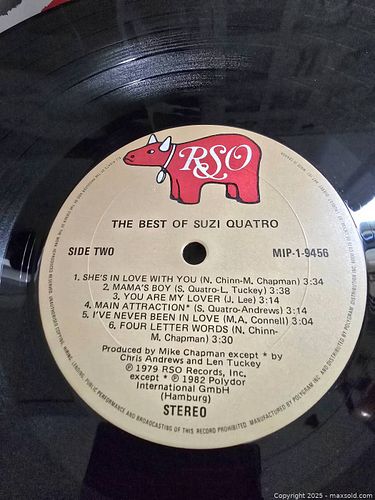 RSO
THE BEST OF SUZI QUATRO
SIDE TWO
MIP-1-9456
1. SHE'S IN LOVE WITH YOU (N. Chinn-M. Chapman) 3:34
2. MAMA'S BOY (S. Quatro-L. Tuckey) 3:38
3. YOU ARE MY LOVER (J. Lee) 3:14
4. MAIN ATTRACTION* (S. Quatro-Andrews) 3:14
5. I'VE NEVER BEEN IN LOVE (M.A. Connell) 3:04
6. FOUR LETTER WORDS (N. Chinn-
M. Chapman) 3:30
Produced by Mike Chapman except * by
Chris Andrews and Len Tuckey
℗ 1979 RSO Records, Inc.
except * ℗ 1982 Polydor
International GmbH
(Hamburg)
STEREO
PUBLIC PERFORMANCE AND BROADCASTING OF THIS RECORD PROHIBITED. MANUFACTURED BY POLYGRAM INC. AND DISTRIBUTED BY POLYGRAM DISTRIBUTION INC.
Copyright 2025 - maxsold.com